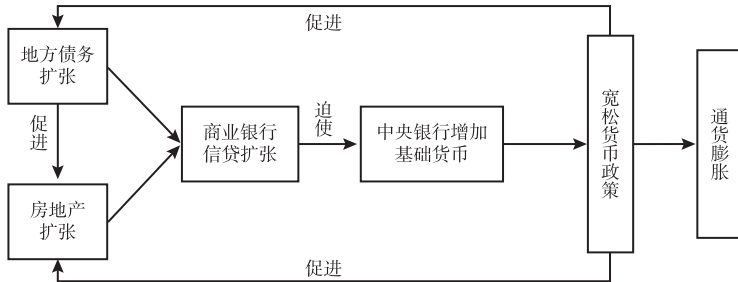 促进
地方债务
扩张
促进
房地产
扩张
商业银行
信贷扩张
迫使
中央银行增加
基础货币
宽松货币政策
通货膨胀
促进